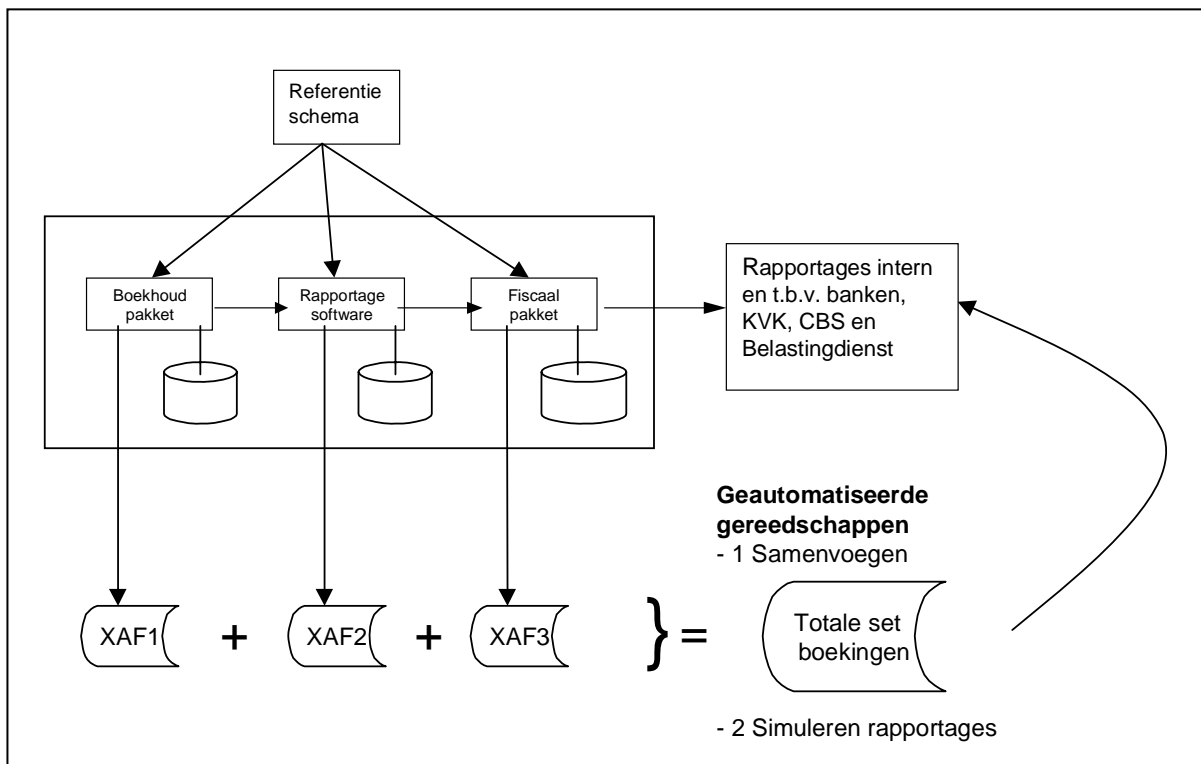 Referentie
schema
Boekhoud
pakket
Rapportage
software
Fiscaal
pakket
Rapportages intern
en t.b.v. banken,
KVK, CBS en
Belastingdienst
Geautomatiseerde
gereedschappen
- 1 Samenvoegen
XAF1 + XAF2 + XAF3 } =
Totale set
boekingen
- 2 Simuleren rapportages